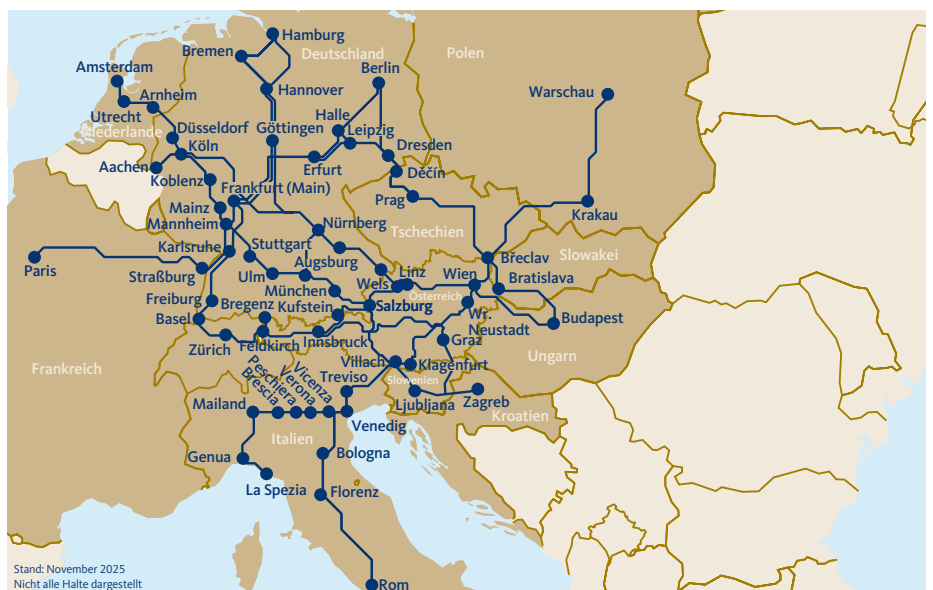 Hamburg
Bremen
Deutschland
Polen
Amsterdam
Berlin
Hannover
Warschau
Arnheim
Utrecht
Halle
Niederlande
Düsseldorf
Göttingen
Leipzig
Köln
Dresden
Aachen
Erfurt
Děčín
Koblenz
Frankfurt (Main)
Prag
Mainz
Krakau
Mannheim
Nürnberg
Tschechien
Karlsruhe
Stuttgart
Slowakei
Břeclav
Paris
Straßburg
Augsburg
Linz
Wien
Ulm
Bratislava
München
Wels
Österreich
Freiburg
Bregenz
Kufstein
Salzburg
Basel
Wr.
Neustadt
Budapest
Zürich
Feldkirch
Innsbruck
Graz
Ungarn
Villach
Klagenfurt
Frankreich
Treviso
Slowenien
Vicenza
Verona
Peschiera
Brescia
Mailand
Ljubljana
Zagreb
Kroatien
Venedig
Italien
Genua
Bologna
La Spezia
Florenz
Stand: November 2025
Nicht alle Halte dargestellt
Rom